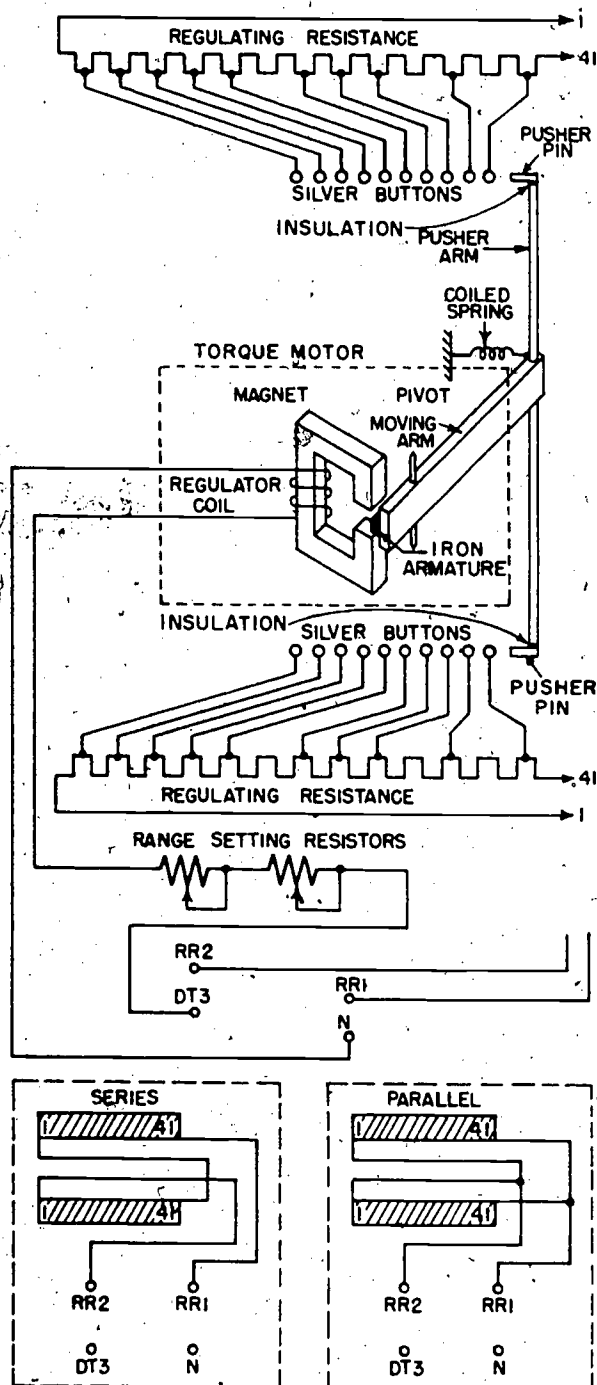 1
REGULATING RESISTANCE
41
PUSHER
PIN
SILVER BUTTONS
INSULATION
PUSHER
ARM
COILED
SPRING
TORQUE MOTOR
MAGNET
PIVOT
MOVING
ARM
REGULATOR
COIL
IRON
ARMATURE
INSULATION
SILVER BUTTONS
PUSHER
PIN
41
REGULATING RESISTANCE
1
RANGE SETTING RESISTORS
RR2
DT3
RR1
N
SERIES
1 41
1 41
RR2 RR1
DT3 N
PARALLEL
1 41
1 41
RR2 RR1
DT3 N